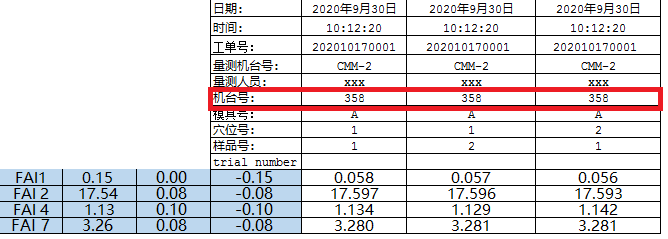 日期: 2020年9月30日 2020年9月30日 2020年9月30日
时间: 10:12:20 10:12:20 10:12:20
工单号: 202010170001 202010170001 202010170001
量测机台号: CMM-2 CMM-2 CMM-2
量测人员: xxx xxx xxx
机台号: 358 358 358
模具号: A A A
穴位号: 1 1 2
样品号: 1 2 1
trial number
FAI1 0.15 0.00 -0.15 0.058 0.057 0.056
FAI 2 17.54 0.08 -0.08 17.597 17.596 17.593
FAI 4 1.13 0.10 -0.10 1.134 1.129 1.142
FAI 7 3.26 0.08 -0.08 3.280 3.281 3.281